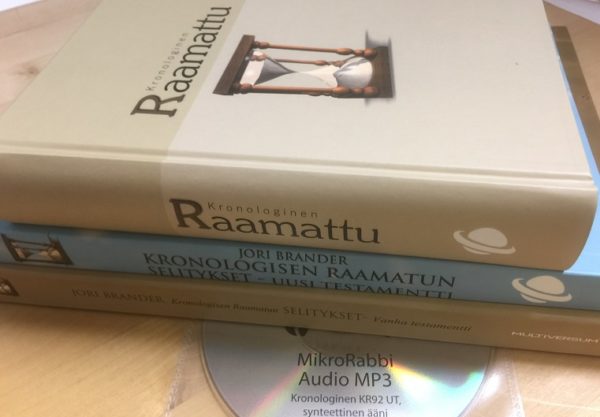 Kronologinen
Raamattu
Kronologinen
Raamattu
JORI BRANDER
KRONOLOGISEN RAAMATUN
SELITYKSET - UUSI TESTAMENTTI
JORI BRANDER Kronologisen Raamatun SELITYKSET- Vanha testamentti
MULTIVERSUM
MikroRabbi
Audio MP3
Kronologinen KR92 UT,
synteettinen ääni